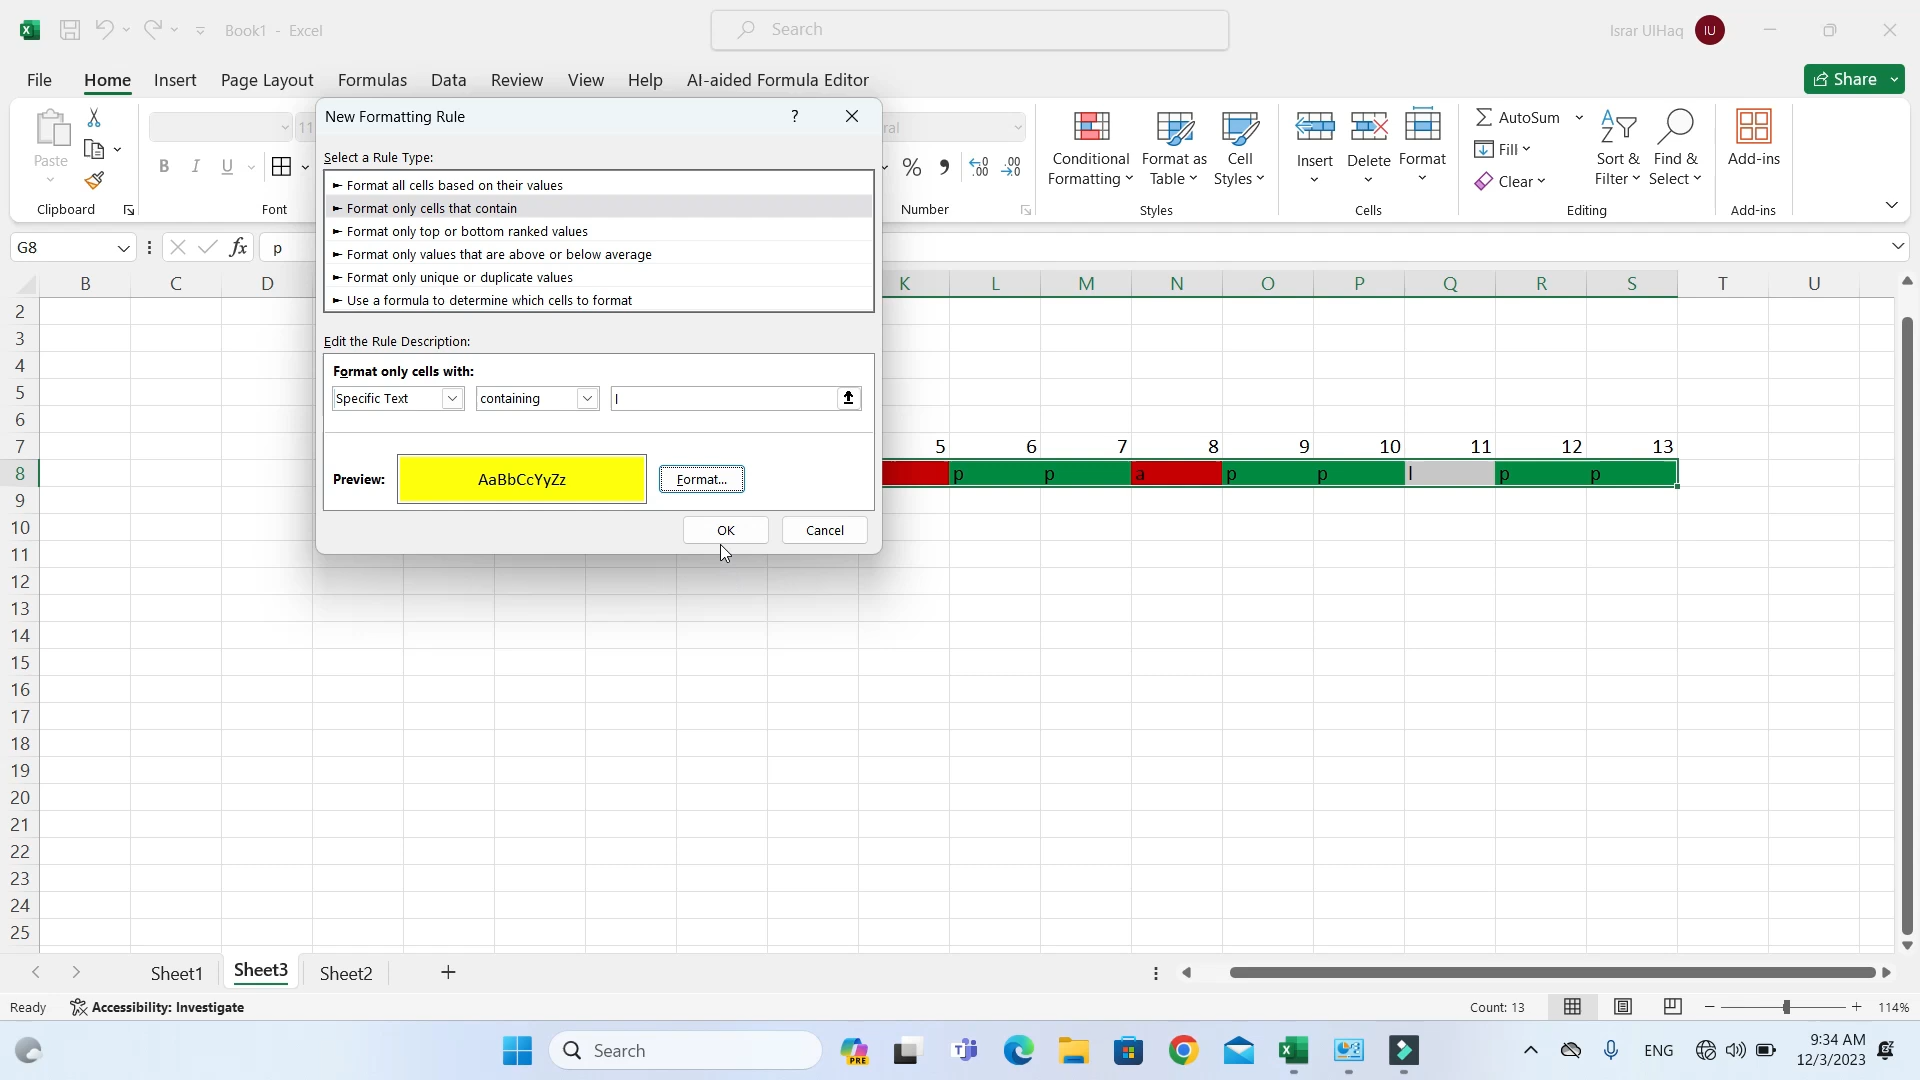 Book1 - Excel
Search
Israr UlHaq
IU
File Home Insert Page Layout Formulas Data Review View Help AI-aided Formula Editor
Share
New Formatting Rule ?
Paste
Clipboard
11
B I U
Font
ral
% , .00
Number
Conditional Formatting
Format as Table
Cell Styles
Styles
Insert Delete Format
Cells
AutoSum
Fill
Clear
Sort & Filter
Find & Select
Editing
Add-ins
Add-ins
G8 fx p
Select a Rule Type:
► Format all cells based on their values
► Format only cells that contain
► Format only top or bottom ranked values
► Format only values that are above or below average
► Format only unique or duplicate values
► Use a formula to determine which cells to format
Edit the Rule Description:
Format only cells with:
Specific Text containing l
Preview: AaBbCcYyZz Format...
OK Cancel
B C D K L M N O P Q R S T U
2
3
4
5
6
7 5 6 7 8 9 10 11 12 13
8 p p a p p l p p
9
10
11
12
13
14
15
16
17
18
19
20
21
22
23
24
25
Sheet1 Sheet3 Sheet2 +
Ready Accessibility: Investigate Count: 13 114%
Search PRE ENG 9:34 AM
12/3/2023